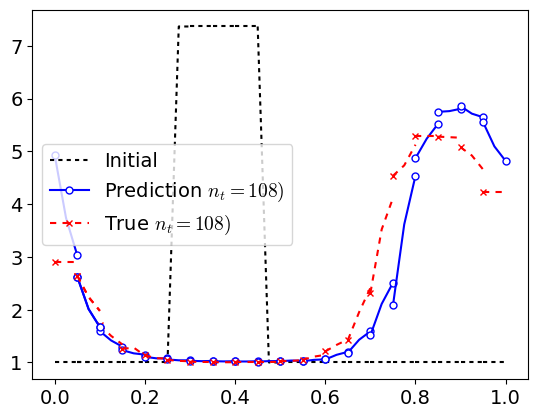 7
6
5
4
3
2
1
Initial
Prediction n_t = 108)
True n_t = 108)
0.0 0.2 0.4 0.6 0.8 1.0